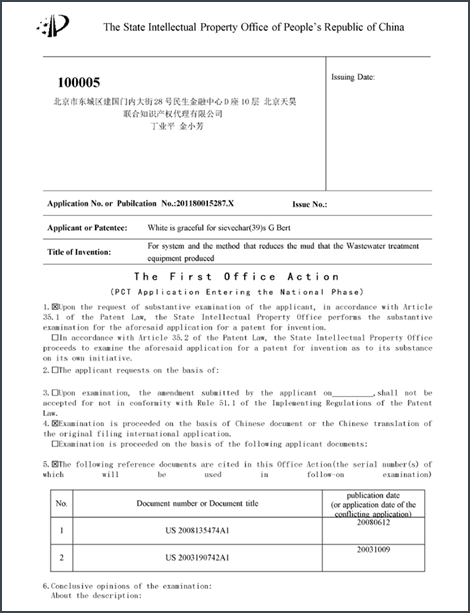 The State Intellectual Property Office of People's Republic of China
100005
Issuing Date:
北京市东城区建国门内大街28号民生金融中心D座10层 北京天昊
联合知识产权代理有限公司
丁业平 金小芳
Application No. or Pubilcation No.:201180015287.X Issue No.:
Applicant or Patentee: White is graceful for sievechar(39)s G Bert
Title of Invention: For system and the method that reduces the mud that the Wastewater treatment
equipment produced
The First Office Action
(PCT Application Entering the National Phase)
1.☒Upon the request of substantive examination of the applicant, in accordance with Article
35.1 of the Patent Law, the State Intellectual Property Office performs the substantive
examination for the aforesaid application for a patent for invention.
☐In accordance with Article 35.2 of the Patent Law, the State Intellectual Property Office
proceeds to examine the aforesaid application for a patent for invention as to its substance
on its own initiative.
2.☐The applicant requests on the basis of:
3.☐Upon examination, the amendment submitted by the applicant on________,shall not be
accepted for not in conformity with Rule 51.1 of the Implementing Regulations of the Patent
Law.
4.☒Examination is proceeded on the basis of Chinese document or the Chinese translation of
the original filing international application.
☐Examination is proceeded on the basis of the following applicant documents:
5.☒The following reference documents are cited in this Office Action(the serial number(s) of
which will be used in follow-on examination)
No. Document number or Document title publication date
(or application date of the
conflicting application)
1 US 2008135474A1 20080612
2 US 2003190742A1 20031009
6.Conclusive opinions of the examination:
About the description: